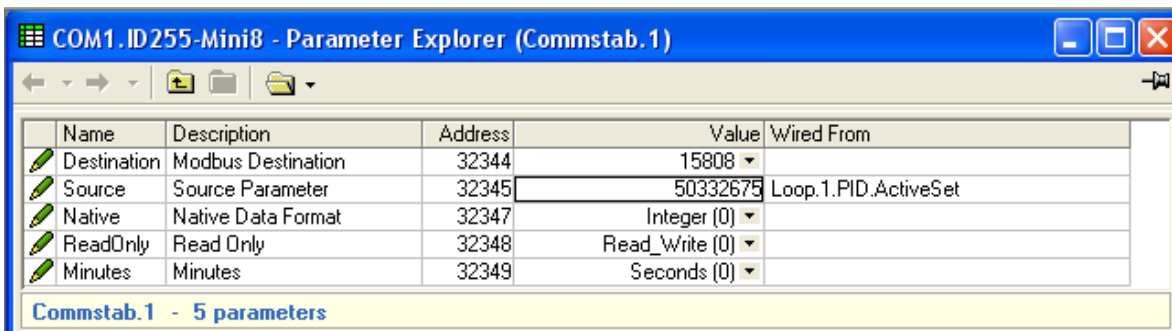 COM1.ID255-Mini8 - Parameter Explorer (Commstab.1)
Name Description Address Value Wired From
Destination Modbus Destination 32344 15808
Source Source Parameter 32345 50332675 Loop.1.PID.ActiveSet
Native Native Data Format 32347 Integer (0)
ReadOnly Read Only 32348 Read_Write (0)
Minutes Minutes 32349 Seconds (0)
Commstab.1 - 5 parameters